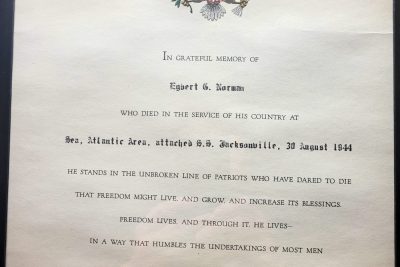 IN GRATEFUL MEMORY OF
Egbert G. Norman
WHO DIED IN THE SERVICE OF HIS COUNTRY AT
Sea, Atlantic Area, attached S.S. Jacksonville, 30 August 1944
HE STANDS IN THE UNBROKEN LINE OF PATRIOTS WHO HAVE DARED TO DIE
THAT FREEDOM MIGHT LIVE, AND GROW, AND INCREASE ITS BLESSINGS.
FREEDOM LIVES, AND THROUGH IT, HE LIVES—
IN A WAY THAT HUMBLES THE UNDERTAKINGS OF MOST MEN